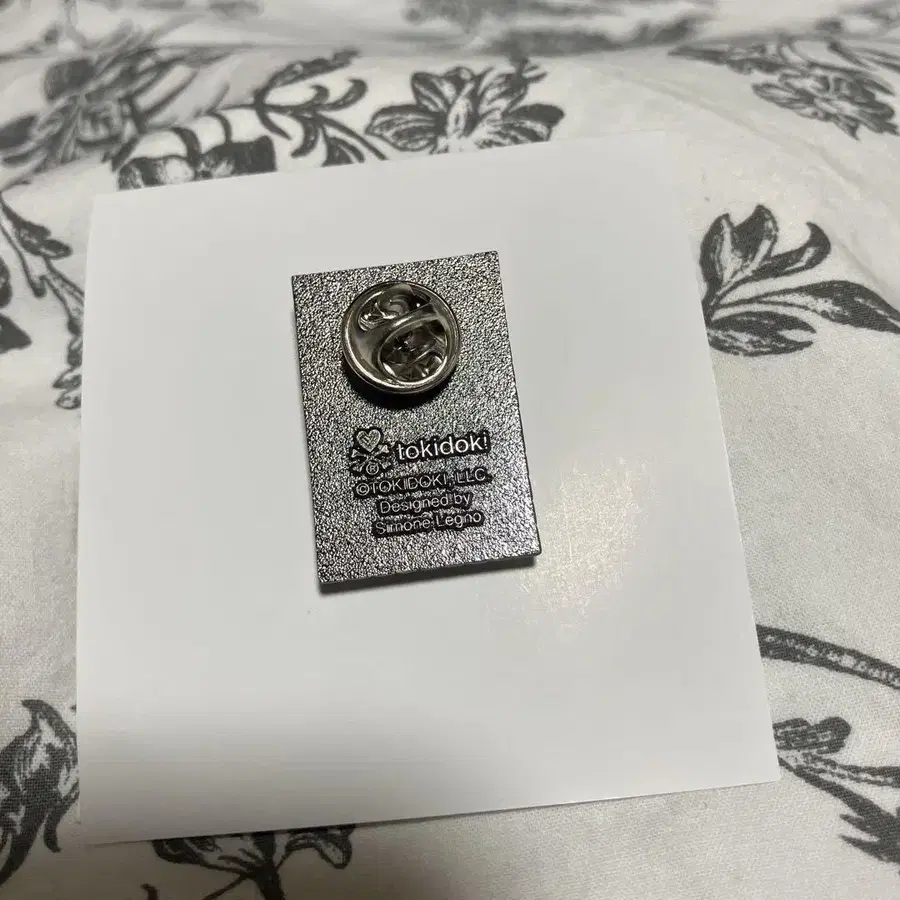 tokidoki
®
©TOKIDOKI, LLC.
Designed by
Simone Legno